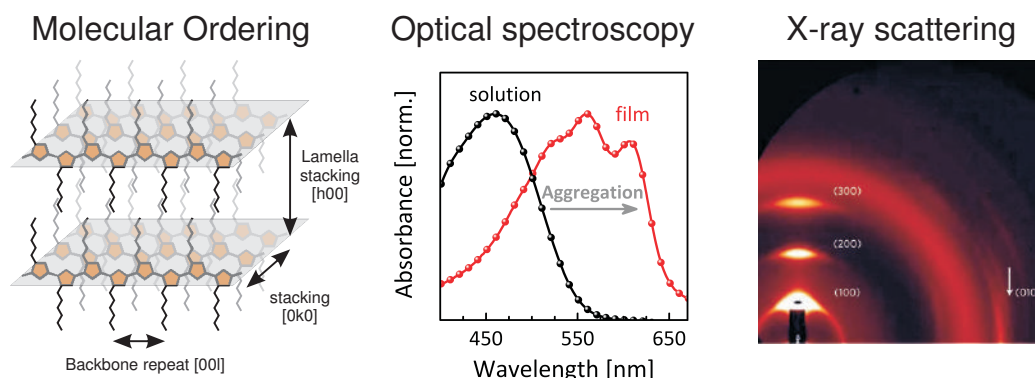 Molecular Ordering
Lamella
stacking
[h00]
stacking
[0k0]
Backbone repeat [00l]
Optical spectroscopy
solution
film
Aggregation
Absorbance [norm.]
450
550
650
Wavelength [nm]
X-ray scattering
(300)
(200)
(100)
(010